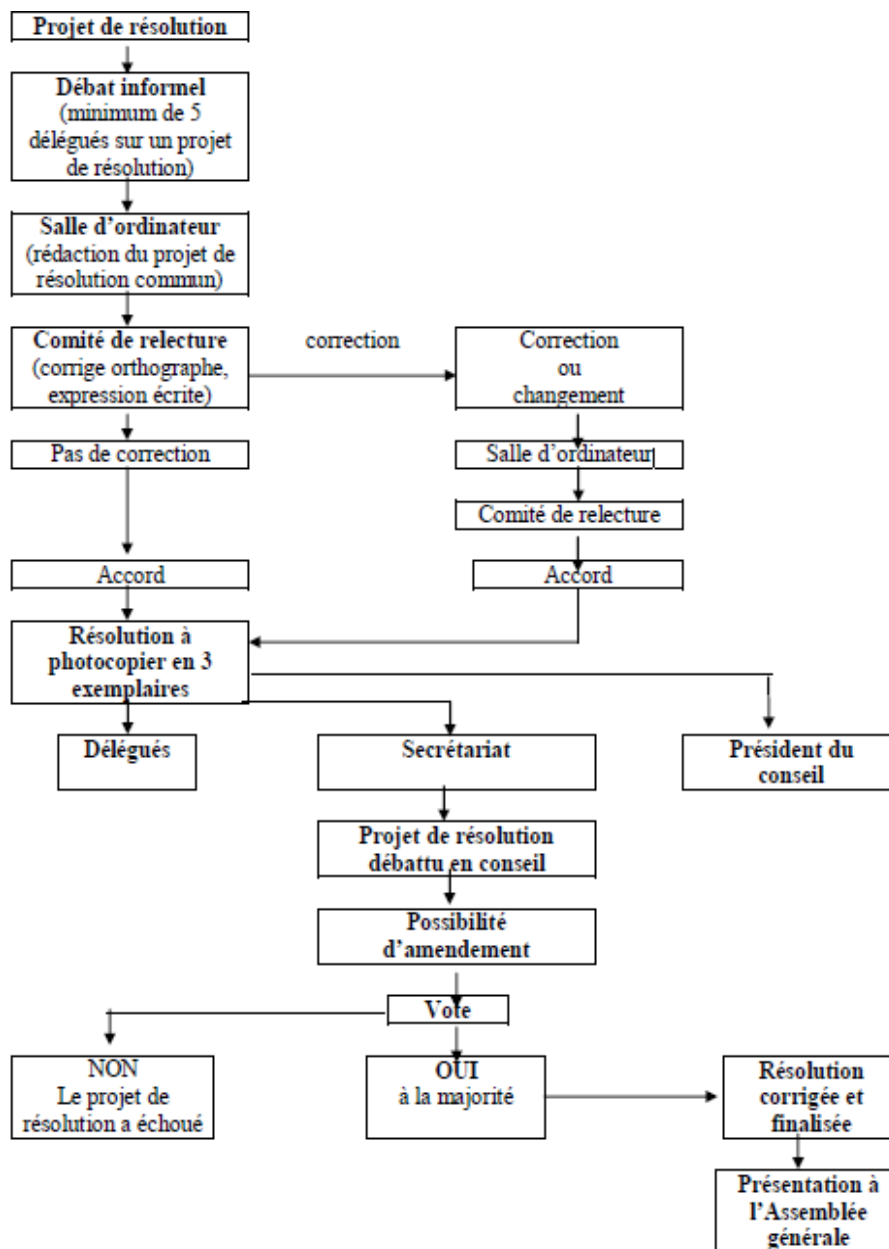 Projet de résolution
Débat informel
(minimum de 5
délégués sur un projet
de résolution)
Salle d’ordinateur
(rédaction du projet de
résolution commun)
Comité de relecture
(corrige orthographe,
expression écrite)
correction
Correction
ou
changement
Pas de correction
Salle d’ordinateur
Comité de relecture
Accord
Accord
Résolution à
photocopier en 3
exemplaires
Délégués
Secrétariat
Président du
conseil
Projet de résolution
débattu en conseil
Possibilité
d’amendement
Vote
NON
Le projet de
résolution a échoué
OUI
à la majorité
Résolution
corrigée et
finalisée
Présentation à
l’Assemblée
générale